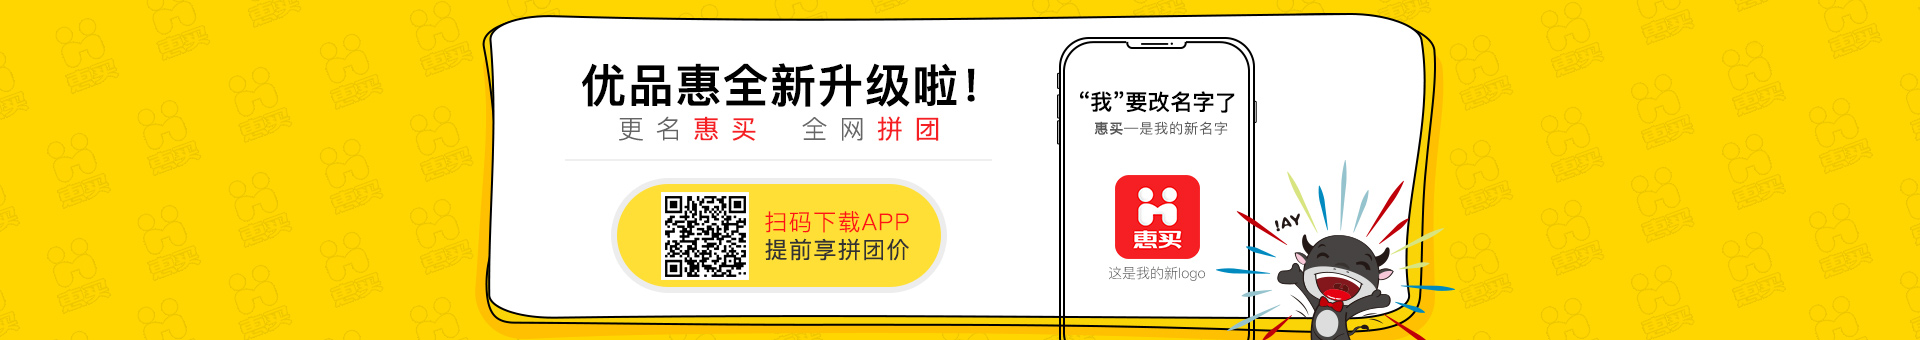 优品惠全新升级啦！
更名惠买 全网拼团
扫码下载APP
提前享拼团价
“我”要改名字了
惠买一是我的新名字
惠买
这是我的新logo
!AY